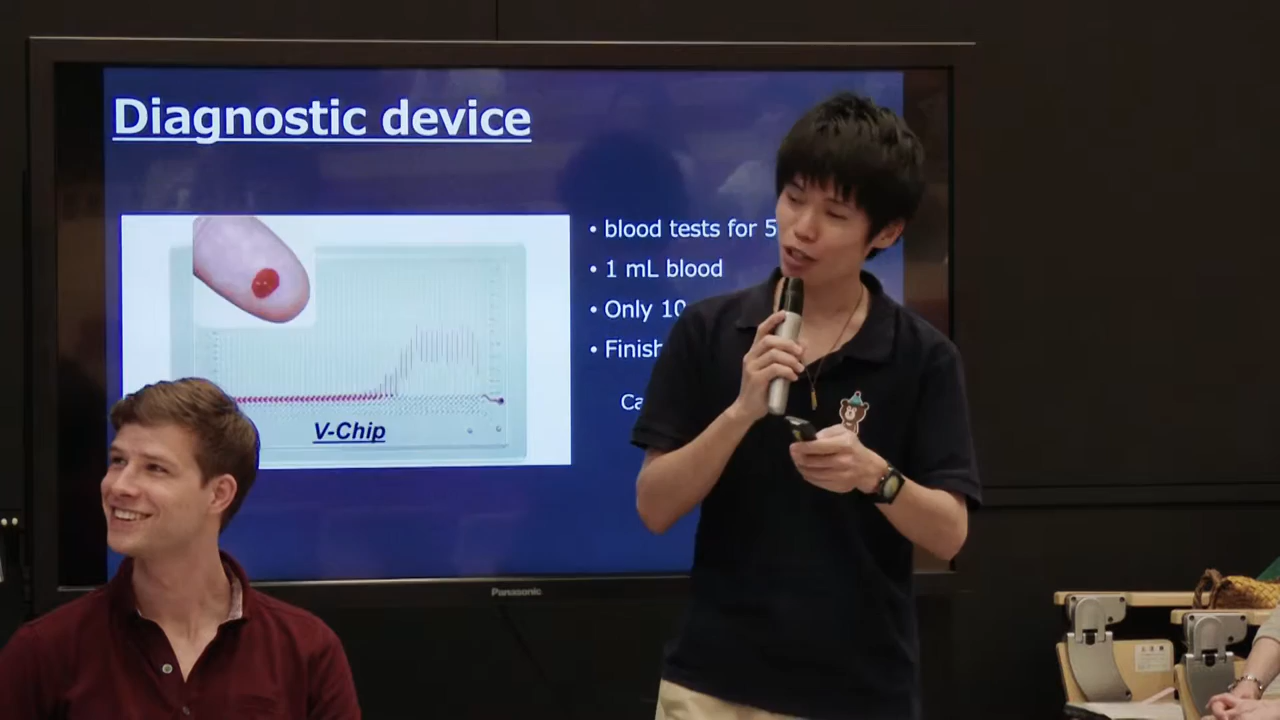 Diagnostic device
• blood tests for 5
• 1 mL blood
• Only 10
• Finish
Ca
V-Chip
Panasonic